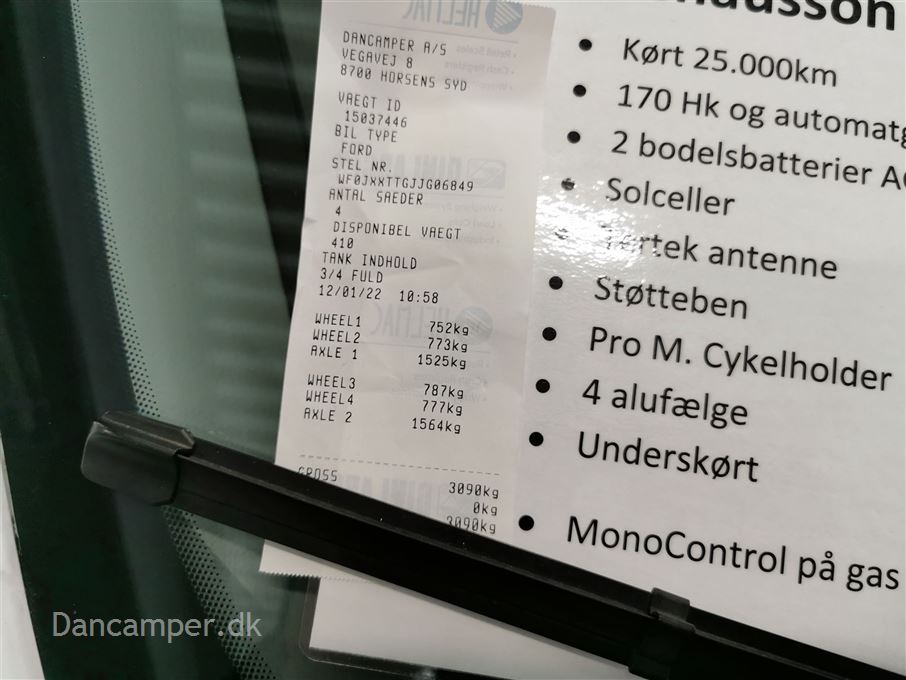 DANCAMPER A/S
VEGAVEJ 8
8700 HORSENS SYD
VAEGT ID
15037446
BIL TYPE
FORD
STEL NR.
WF0JXXTTGJJG06849
ANTAL SAEDER
4
DISPONIBEL VAEGT
410
TANK INDHOLD
3/4 FULD
12/01/22 10:58
WHEEL1 752kg
WHEEL2 773kg
AXLE 1 1525kg
WHEEL3 787kg
WHEEL4 777kg
AXLE 2 1564kg
GROSS 3090kg
0kg
3090kg
• Kørt 25.000km
• 170 Hk og
• 2 bodelsbatterier
• Solceller
• antenne
• Støtteben
• Pro M. Cykelholder
• 4 alufælge
• Underskørt
• MonoControl på gas
Dancamper.dk